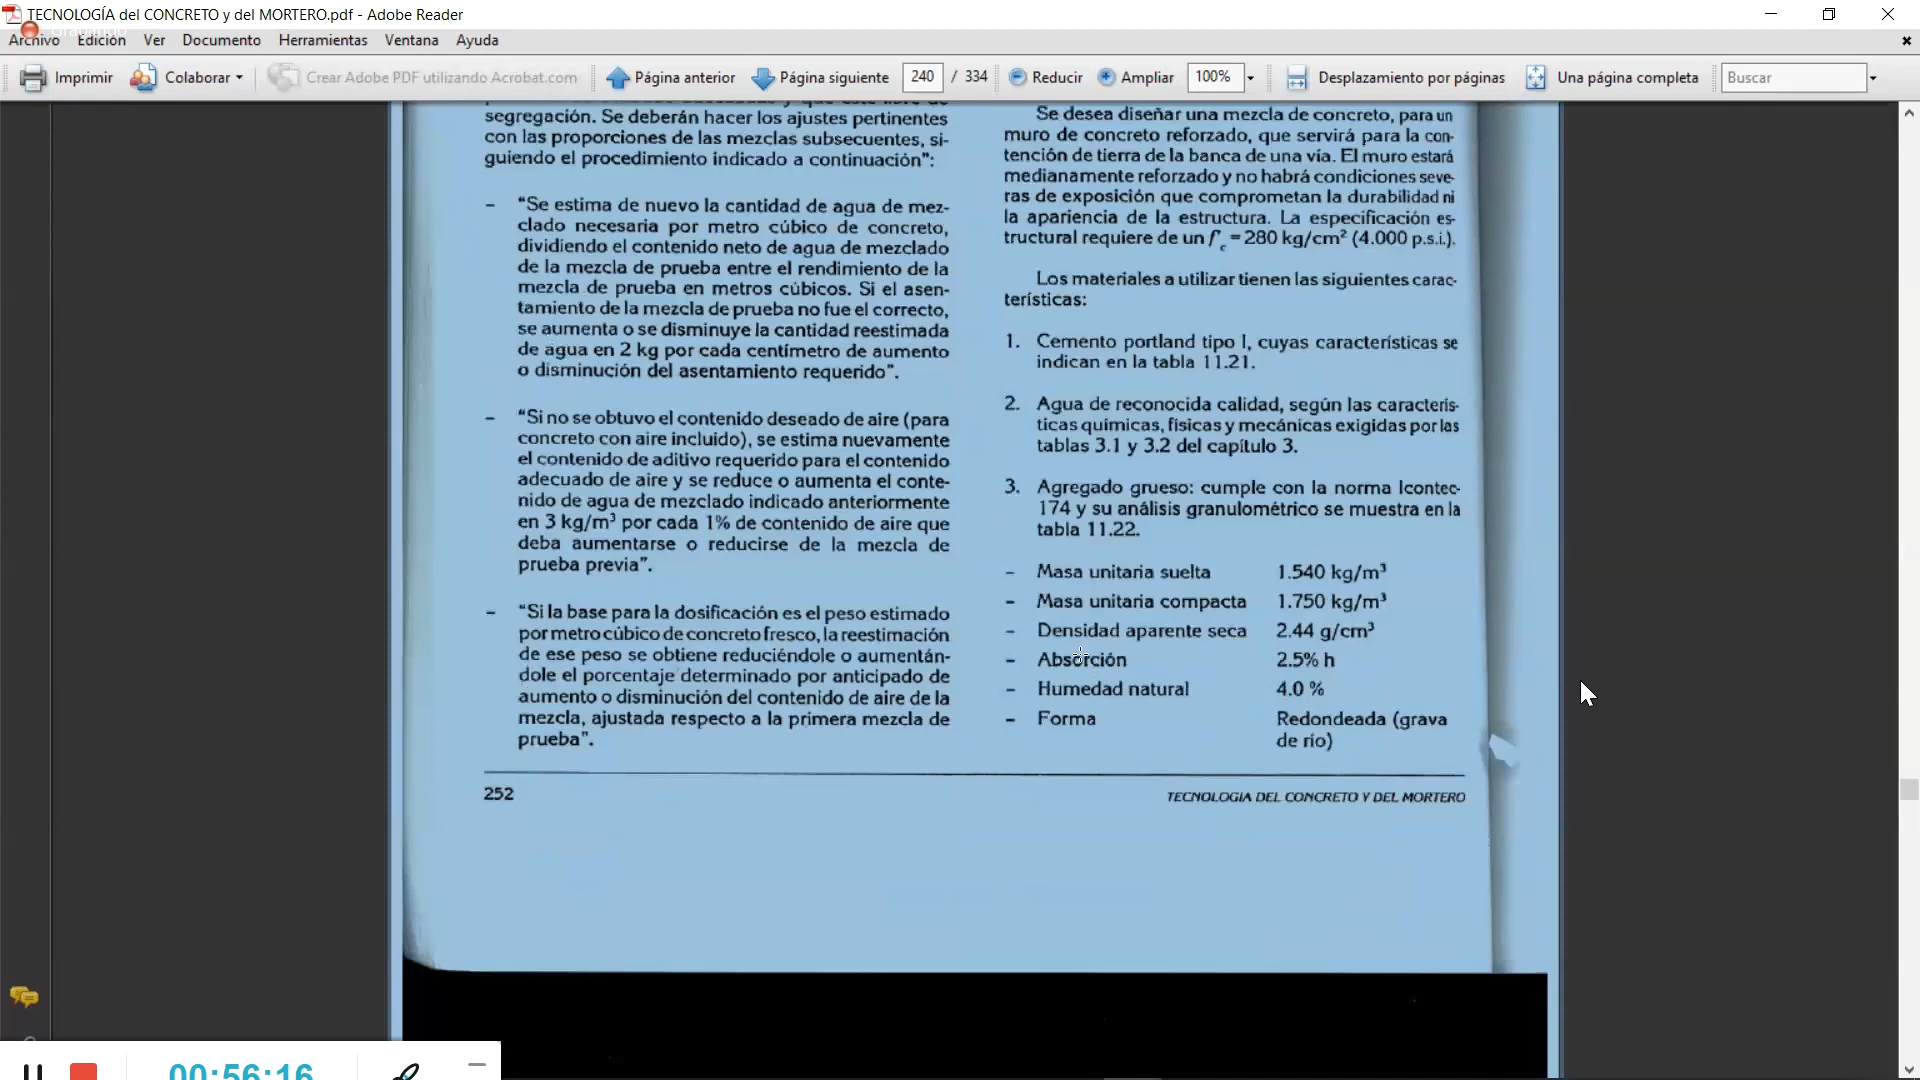 TECNOLOGÍA del CONCRETO y del MORTERO.pdf - Adobe Reader
Archivo Edición Ver Documento Herramientas Ventana Ayuda
Imprimir Colaborar Crear Adobe PDF utilizando Acrobat.com Página anterior Página siguiente 240 / 334 Reducir Ampliar 100% Desplazamiento por páginas Una página completa Buscar
segregación. Se deberán hacer los ajustes pertinentes
con las proporciones de las mezclas subsecuentes, si-
guiendo el procedimiento indicado a continuación":
- "Se estima de nuevo la cantidad de agua de mez-
clado necesaria por metro cúbico de concreto,
dividiendo el contenido neto de agua de mezclado
de la mezcla de prueba entre el rendimiento de la
mezcla de prueba en metros cúbicos. Si el asen-
tamiento de la mezcla de prueba no fue el correcto,
se aumenta o se disminuye la cantidad reestimada
de agua en 2 kg por cada centímetro de aumento
o disminución del asentamiento requerido".
- "Si no se obtuvo el contenido deseado de aire (para
concreto con aire incluido), se estima nuevamente
el contenido de aditivo requerido para el contenido
adecuado de aire y se reduce o aumenta el conte-
nido de agua de mezclado indicado anteriormente
en 3 kg/m³ por cada 1% de contenido de aire que
deba aumentarse o reducirse de la mezcla de
prueba previa".
- "Si la base para la dosificación es el peso estimado
por metro cúbico de concreto fresco, la reestimación
de ese peso se obtiene reduciéndole o aumentán-
dole el porcentaje determinado por anticipado de
aumento o disminución del contenido de aire de la
mezcla, ajustada respecto a la primera mezcla de
prueba".
Se desea diseñar una mezcla de concreto, para un
muro de concreto reforzado, que servirá para la con-
tención de tierra de la banca de una vía. El muro estará
medianamente reforzado y no habrá condiciones seve-
ras de exposición que comprometan la durabilidad ni
la apariencia de la estructura. La especificación es-
tructural requiere de un f'c = 280 kg/cm² (4.000 p.s.i.).
Los materiales a utilizar tienen las siguientes carac-
terísticas:
1. Cemento portland tipo I, cuyas características se
indican en la tabla 11.21.
2. Agua de reconocida calidad, según las caracterís-
ticas químicas, físicas y mecánicas exigidas por las
tablas 3.1 y 3.2 del capítulo 3.
3. Agregado grueso: cumple con la norma Icontec-
174 y su análisis granulométrico se muestra en la
tabla 11.22.
- Masa unitaria suelta 1.540 kg/m³
- Masa unitaria compacta 1.750 kg/m³
- Densidad aparente seca 2.44 g/cm³
- Absorción 2.5% h
- Humedad natural 4.0 %
- Forma Redondeada (grava
de río)
252
TECNOLOGIA DEL CONCRETO Y DEL MORTERO
00:56:16